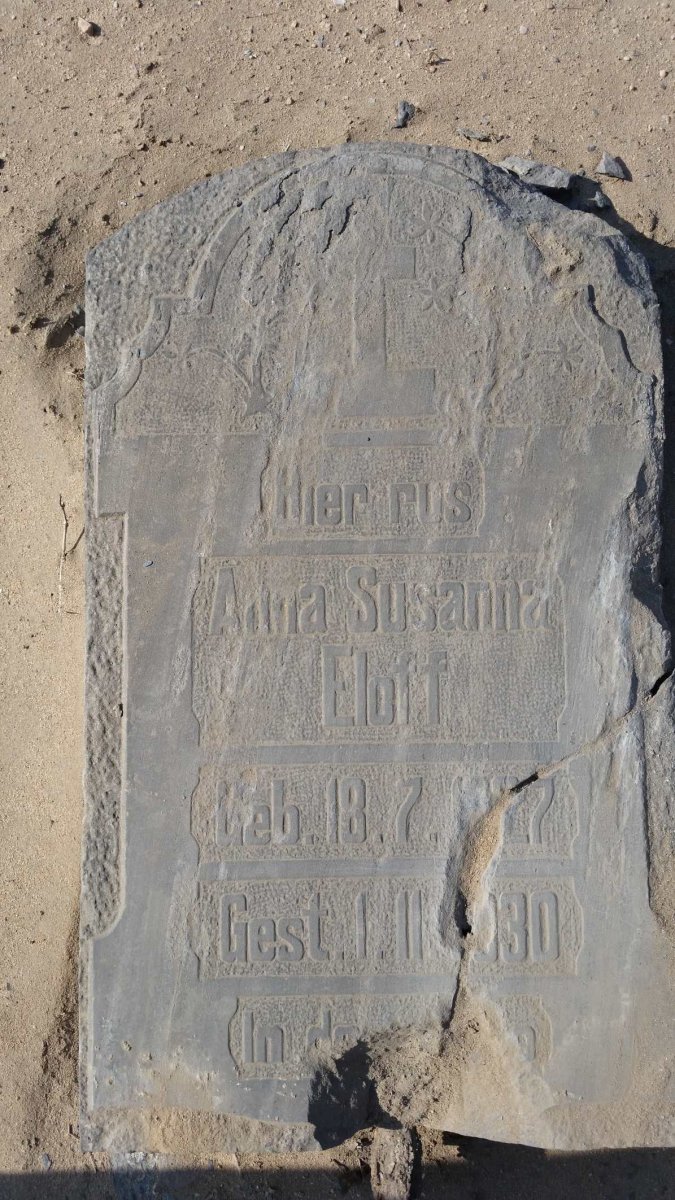 Hier rus
Anna Susanna
Eloff
Geb. 18. 7.
Gest. 1. 11.
In